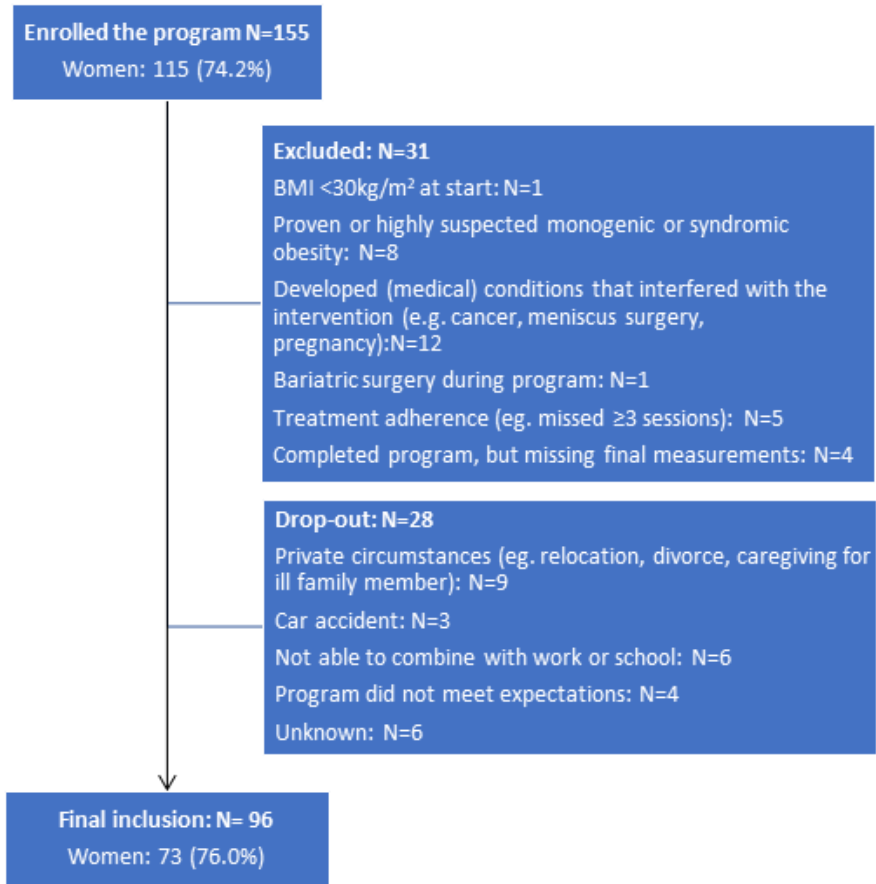 Enrolled the program N=155
Women: 115 (74.2%)
Excluded: N=31
BMI <30kg/m² at start: N=1
Proven or highly suspected monogenic or syndromic
obesity: N=8
Developed (medical) conditions that interfered with the
intervention (e.g. cancer, meniscus surgery,
pregnancy):N=12
Bariatric surgery during program: N=1
Treatment adherence (eg. missed ≥3 sessions): N=5
Completed program, but missing final measurements: N=4
Drop-out: N=28
Private circumstances (eg. relocation, divorce, caregiving for
ill family member): N=9
Car accident: N=3
Not able to combine with work or school: N=6
Program did not meet expectations: N=4
Unknown: N=6
Final inclusion: N= 96
Women: 73 (76.0%)